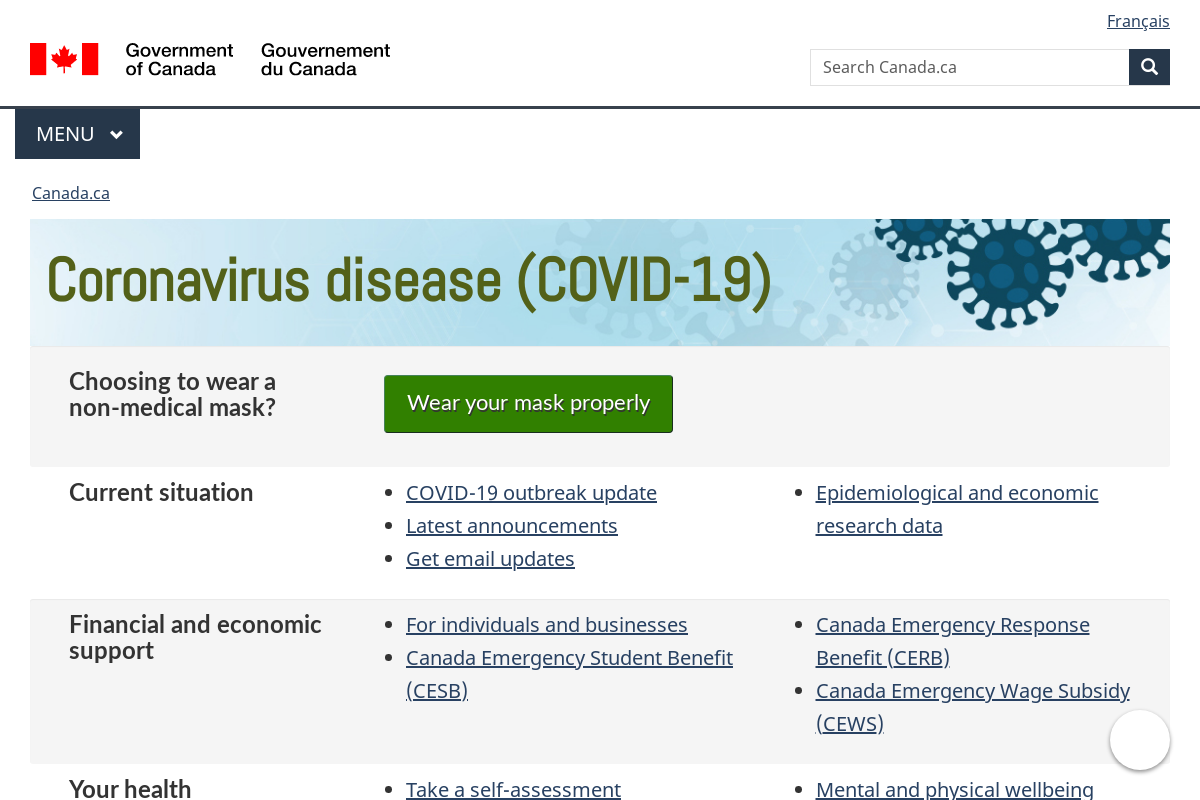 Français
Government
of Canada
Gouvernement
du Canada
Search Canada.ca
MENU
Canada.ca
Coronavirus disease (COVID-19)
Choosing to wear a
non-medical mask?
Wear your mask properly
Current situation
COVID-19 outbreak update
Latest announcements
Get email updates
Epidemiological and economic
research data
Financial and economic
support
For individuals and businesses
Canada Emergency Student Benefit
(CESB)
Canada Emergency Response
Benefit (CERB)
Canada Emergency Wage Subsidy
(CEWS)
Your health
Take a self-assessment
Mental and physical wellbeing